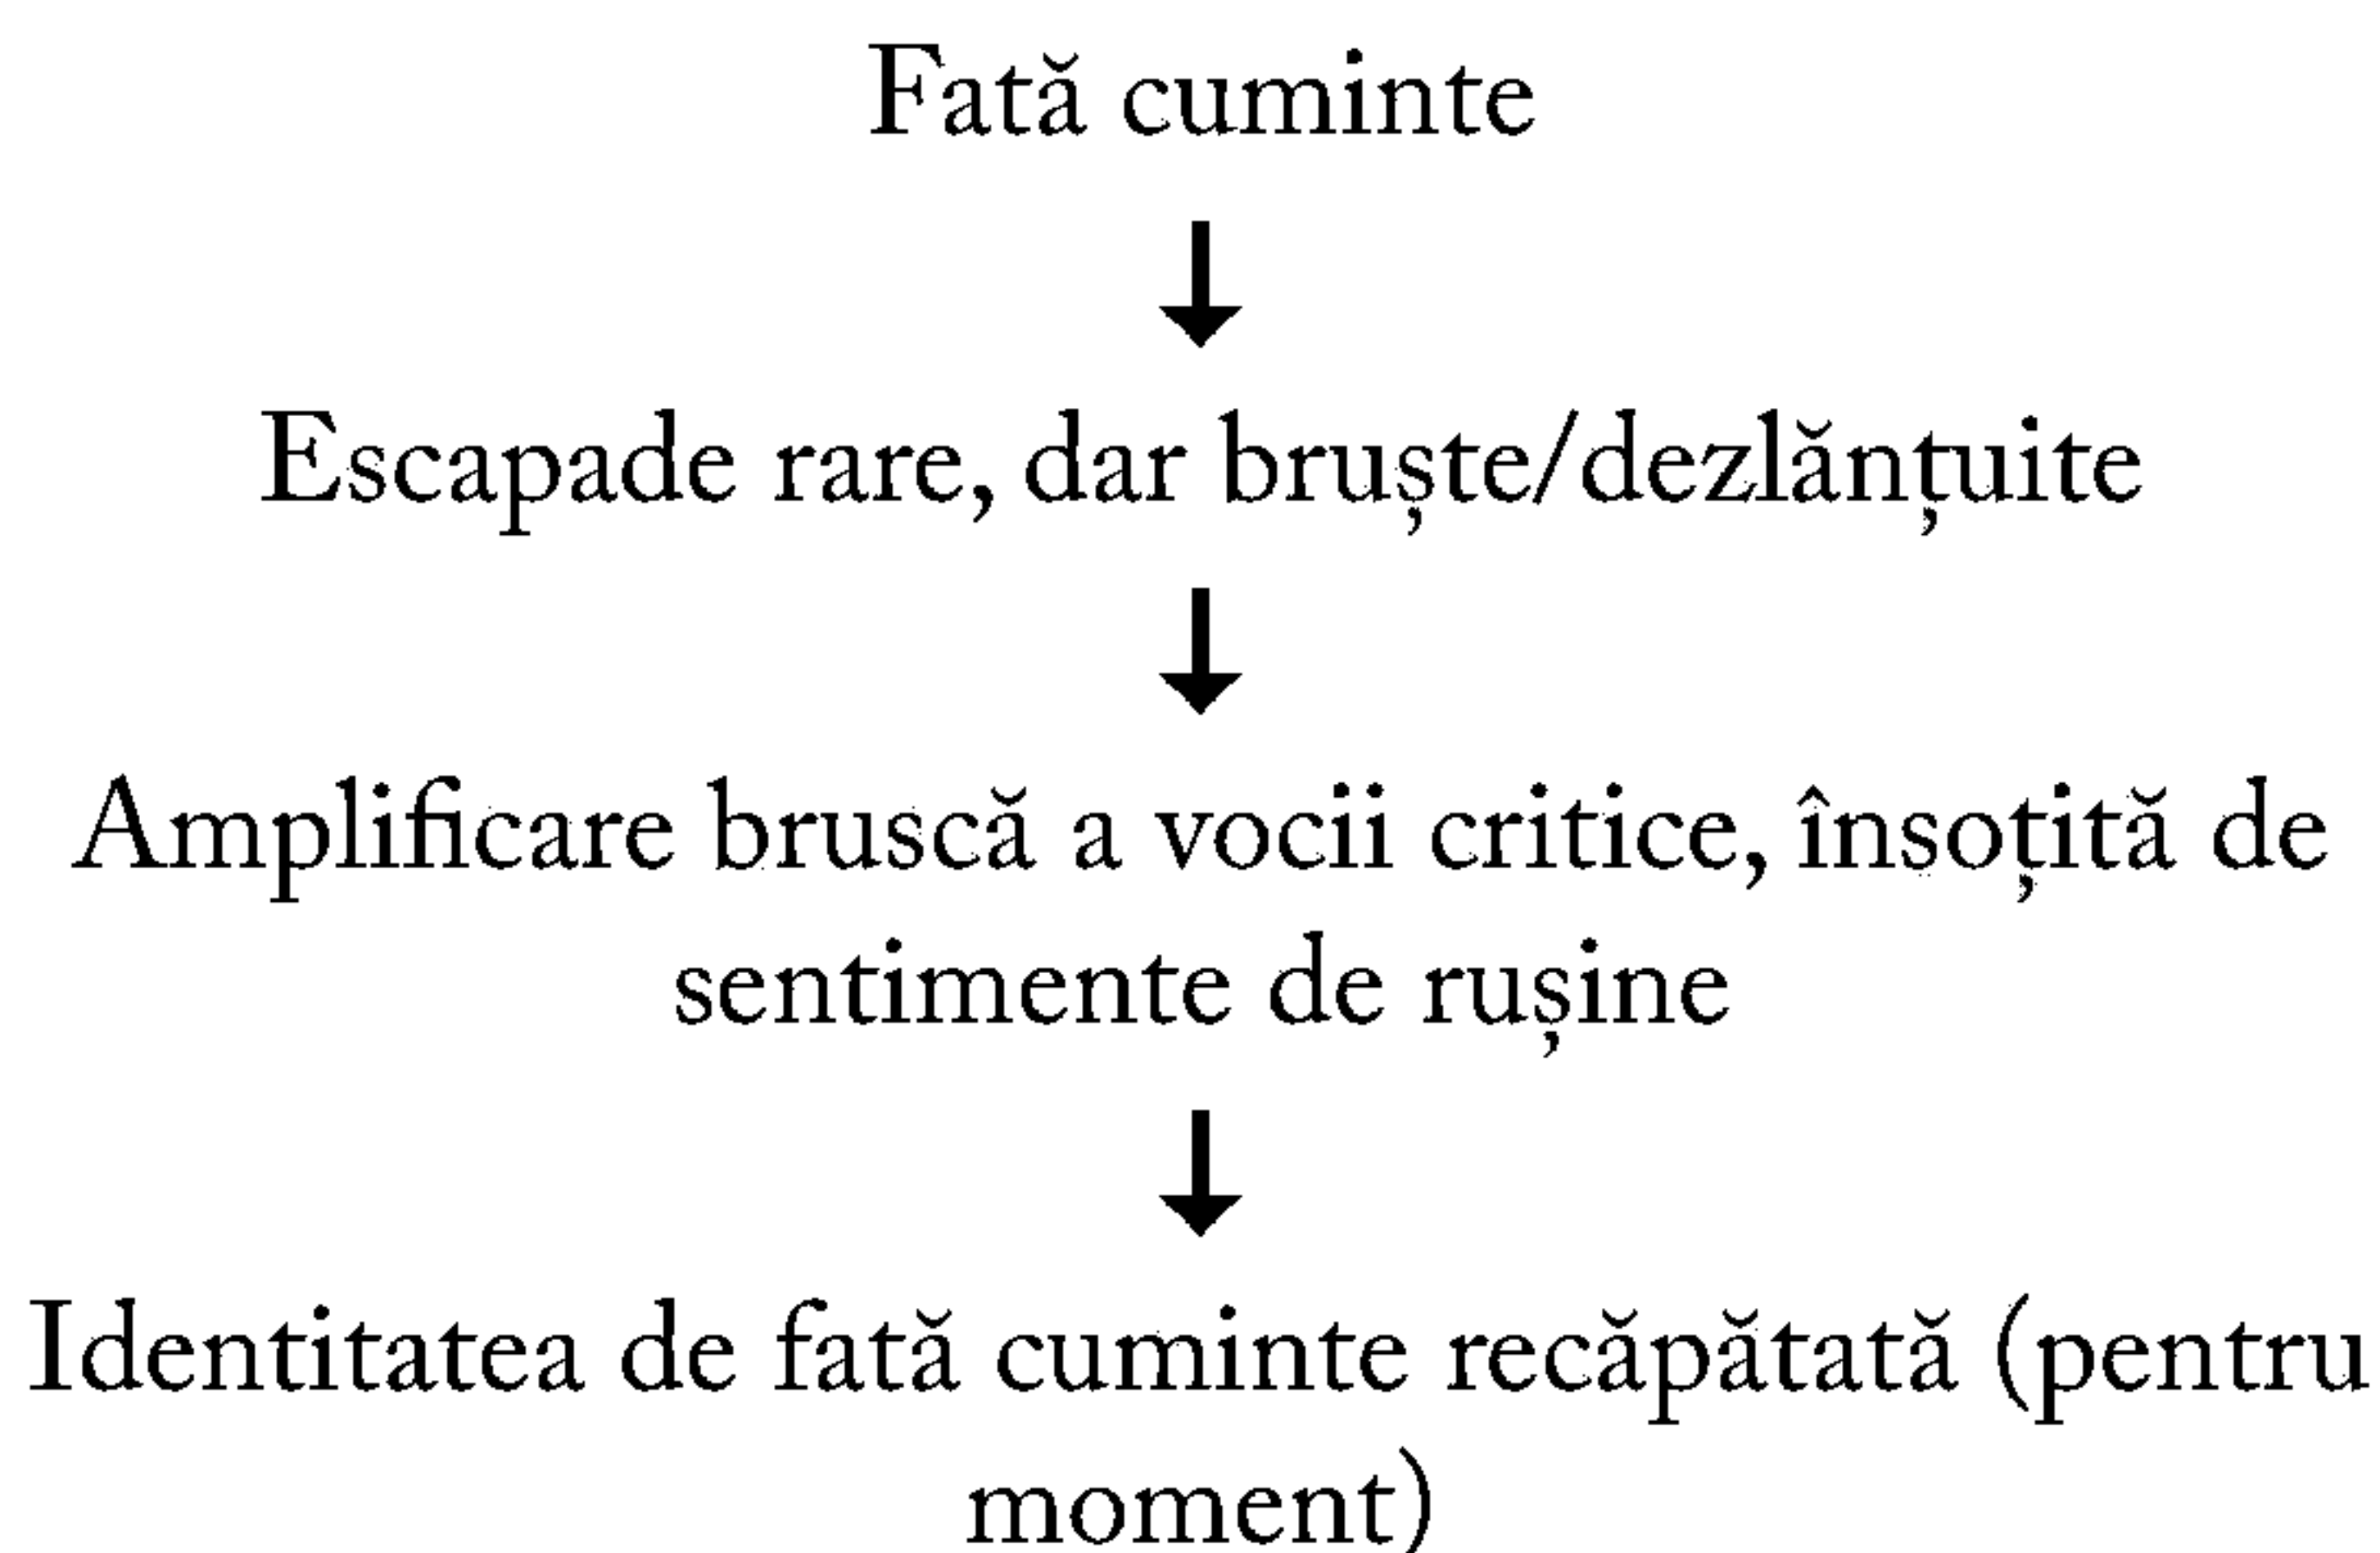 Fată cuminte
Escapade rare, dar bruște/dezlănțuite
Amplificare bruscă a vocii critice, însoțită de
sentimente de rușine
Identitatea de fată cuminte recăpătată (pentru
moment)